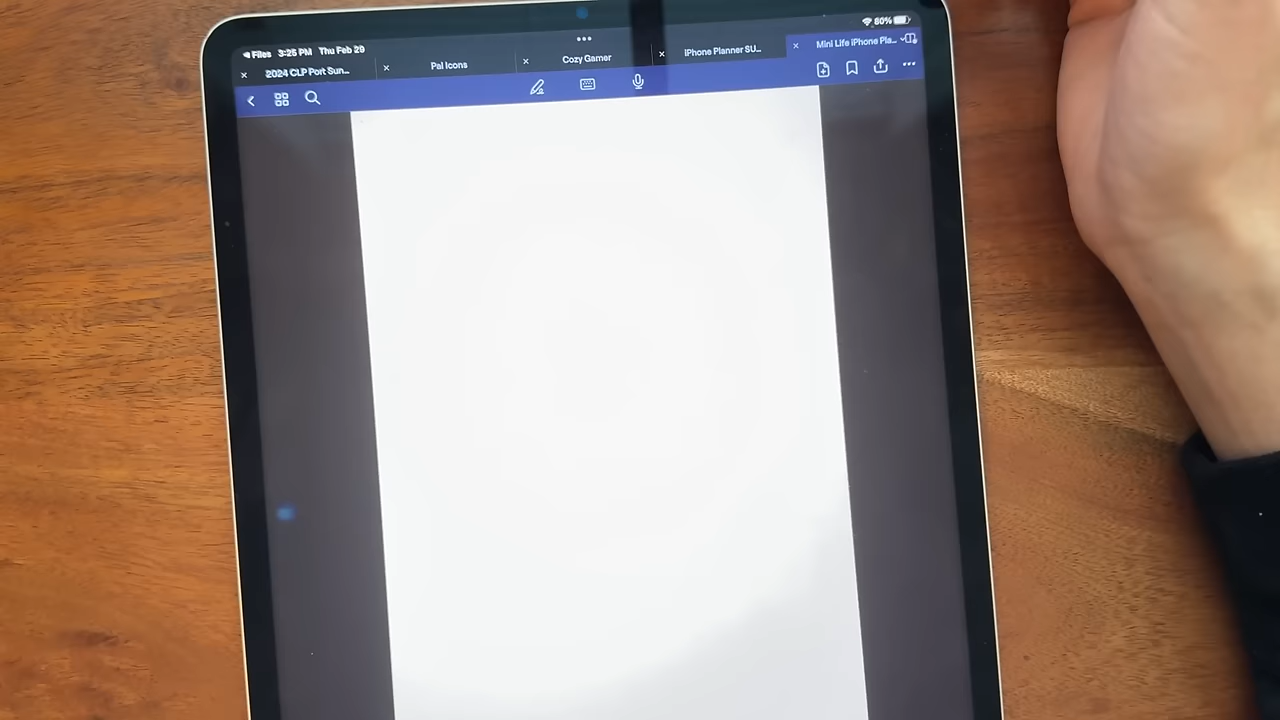 ◀ Files 3:25 PM Thu Feb 29
80%
2024 CLP Port Sun...
Pal Icons
Cozy Gamer
iPhone Planner SU...
Mini Life iPhone Pla...